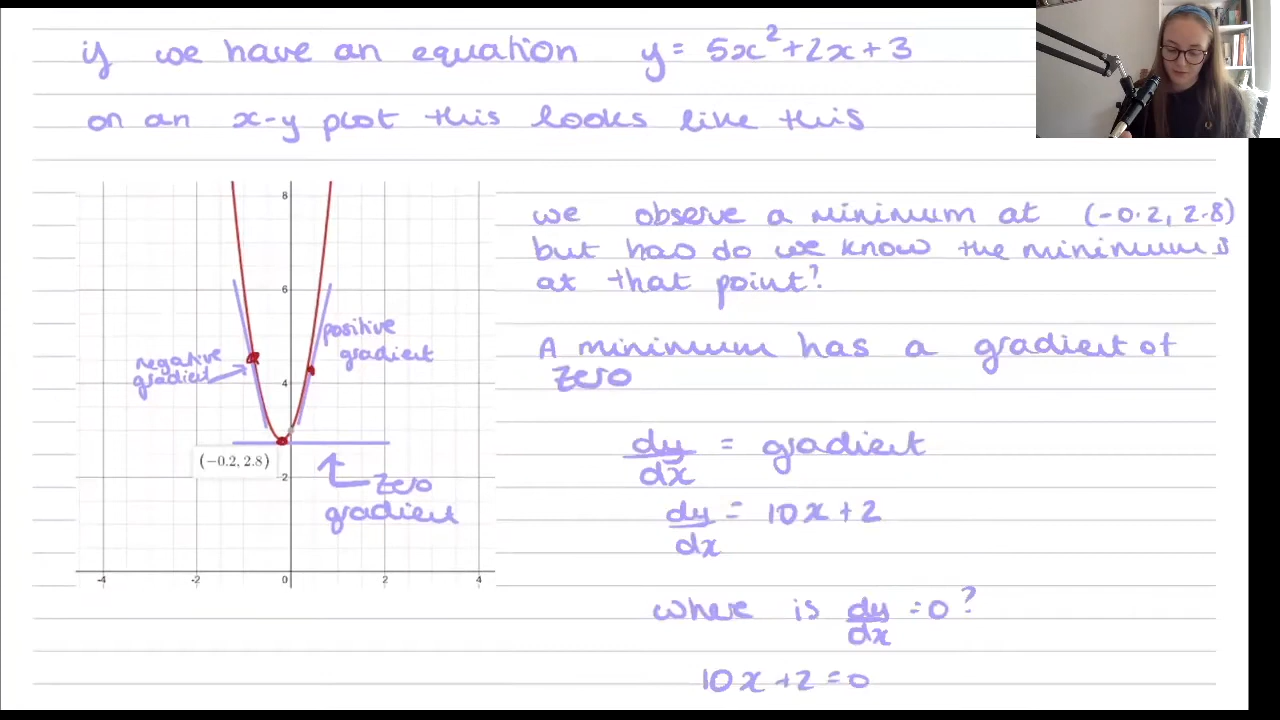 if we have an equation y = 5x²+2x+3
on an x-y plot this looks like this
8
6
4
2
-4 -2 0 2 4
negative
gradient
positive
gradient
(−0.2, 2.8)
zero
gradient
we observe a minimum at (-0.2, 2.8)
but has do we know the minimum is
at that point?
A minimum has a gradient of
zero
dy/dx = gradient
dy/dx = 10x+2
where is dy/dx =0?
10x+2=0